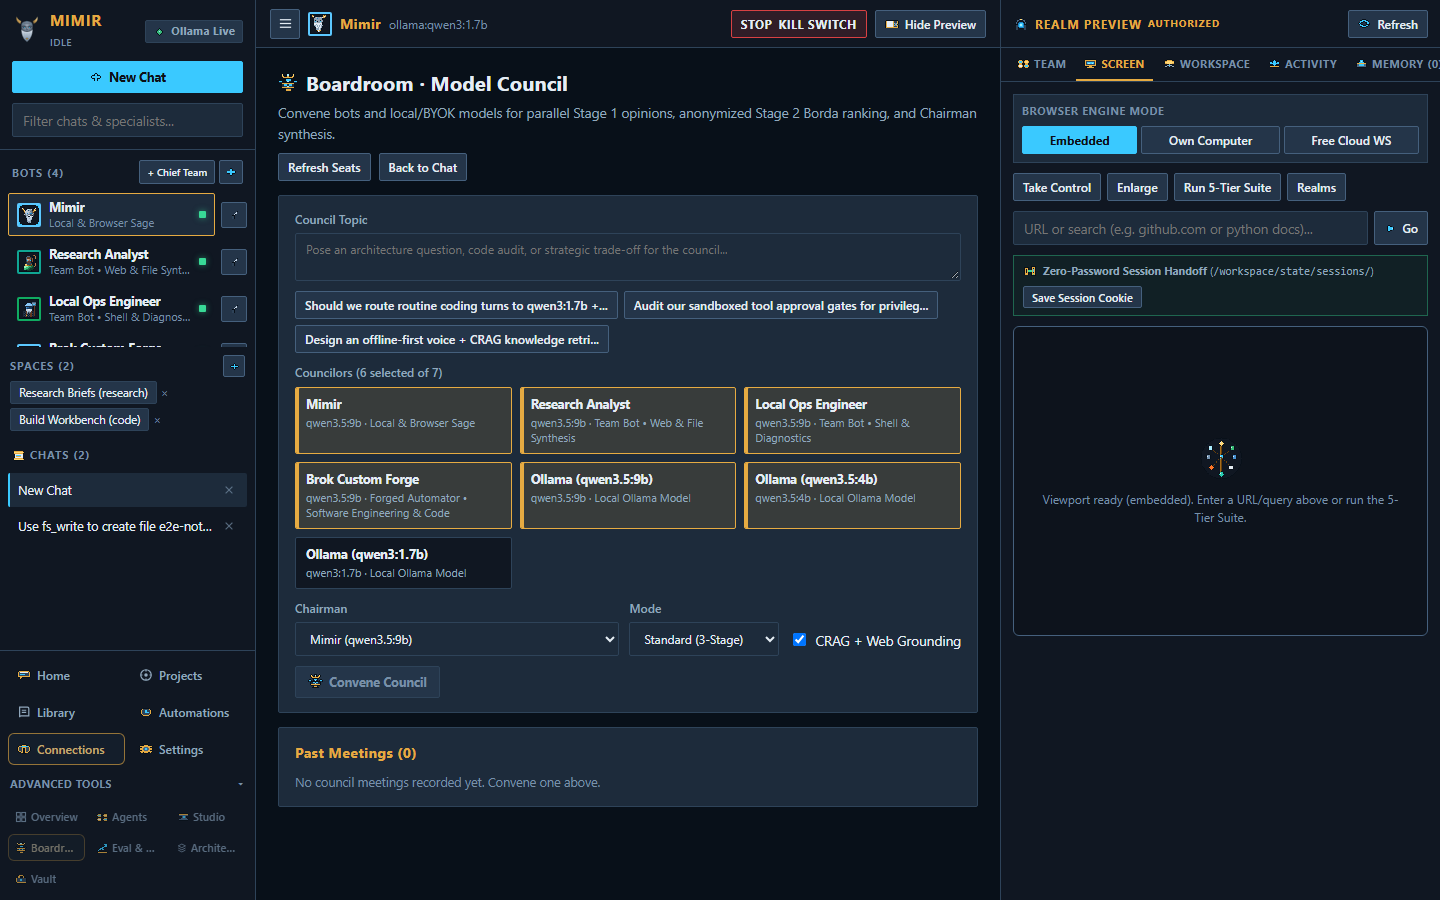 MIMIR
IDLE
Ollama Live
New Chat
Filter chats & specialists...
BOTS (4)
+ Chief Team
+
Mimir
Local & Browser Sage
Research Analyst
Team Bot • Web & File Synt...
Local Ops Engineer
Team Bot • Shell & Diagnos...
Brok Custom Forge
SPACES (2)
+
Research Briefs (research) ×
Build Workbench (code) ×
CHATS (2)
New Chat ×
Use fs_write to create file e2e-not... ×
Home
Projects
Library
Automations
Connections
Settings
ADVANCED TOOLS
Overview
Agents
Studio
Boardr...
Eval & ...
Archite...
Vault
Mimir ollama:qwen3:1.7b
STOP KILL SWITCH
Hide Preview
Boardroom · Model Council
Convene bots and local/BYOK models for parallel Stage 1 opinions, anonymized Stage 2 Borda ranking, and Chairman
synthesis.
Refresh Seats
Back to Chat
Council Topic
Pose an architecture question, code audit, or strategic trade-off for the council...
Should we route routine coding turns to qwen3:1.7b +...
Audit our sandboxed tool approval gates for privileg...
Design an offline-first voice + CRAG knowledge retri...
Councilors (6 selected of 7)
Mimir
qwen3.5:9b · Local & Browser Sage
Research Analyst
qwen3.5:9b · Team Bot • Web & File
Synthesis
Local Ops Engineer
qwen3.5:9b · Team Bot • Shell &
Diagnostics
Brok Custom Forge
qwen3.5:9b · Forged Automator •
Software Engineering & Code
Ollama (qwen3.5:9b)
qwen3.5:9b · Local Ollama Model
Ollama (qwen3.5:4b)
qwen3.5:4b · Local Ollama Model
Ollama (qwen3:1.7b)
qwen3:1.7b · Local Ollama Model
Chairman
Mimir (qwen3.5:9b)
Mode
Standard (3-Stage)
CRAG + Web Grounding
Convene Council
Past Meetings (0)
No council meetings recorded yet. Convene one above.
REALM PREVIEW AUTHORIZED
Refresh
TEAM
SCREEN
WORKSPACE
ACTIVITY
MEMORY (0)
BROWSER ENGINE MODE
Embedded
Own Computer
Free Cloud WS
Take Control
Enlarge
Run 5-Tier Suite
Realms
URL or search (e.g. github.com or python docs)...
Go
Zero-Password Session Handoff (/workspace/state/sessions/)
Save Session Cookie
Viewport ready (embedded). Enter a URL/query above or run the 5-
Tier Suite.